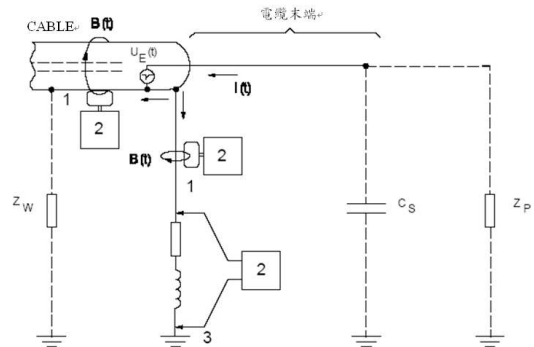 電纜末端
CABLE
B(t)
U_E(t)
I(t)
1
2
B(t)
2
1
Z_W
C_S
Z_P
2
3